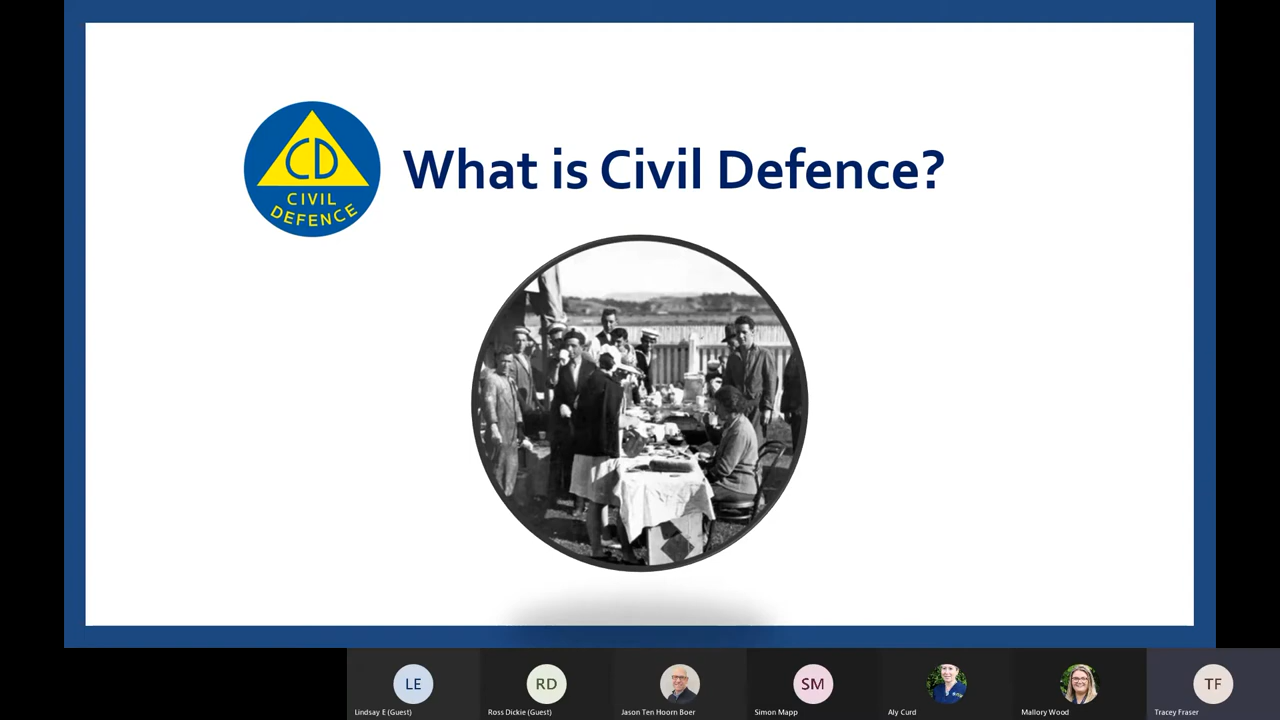 CD
CIVIL
DEFENCE
What is Civil Defence?
LE
RD
SM
TF
Lindsay E (Guest)
Ross Dickie (Guest)
Jason Ten Hoorn Boer
Simon Mapp
Aly Curd
Mallory Wood
Tracey Fraser